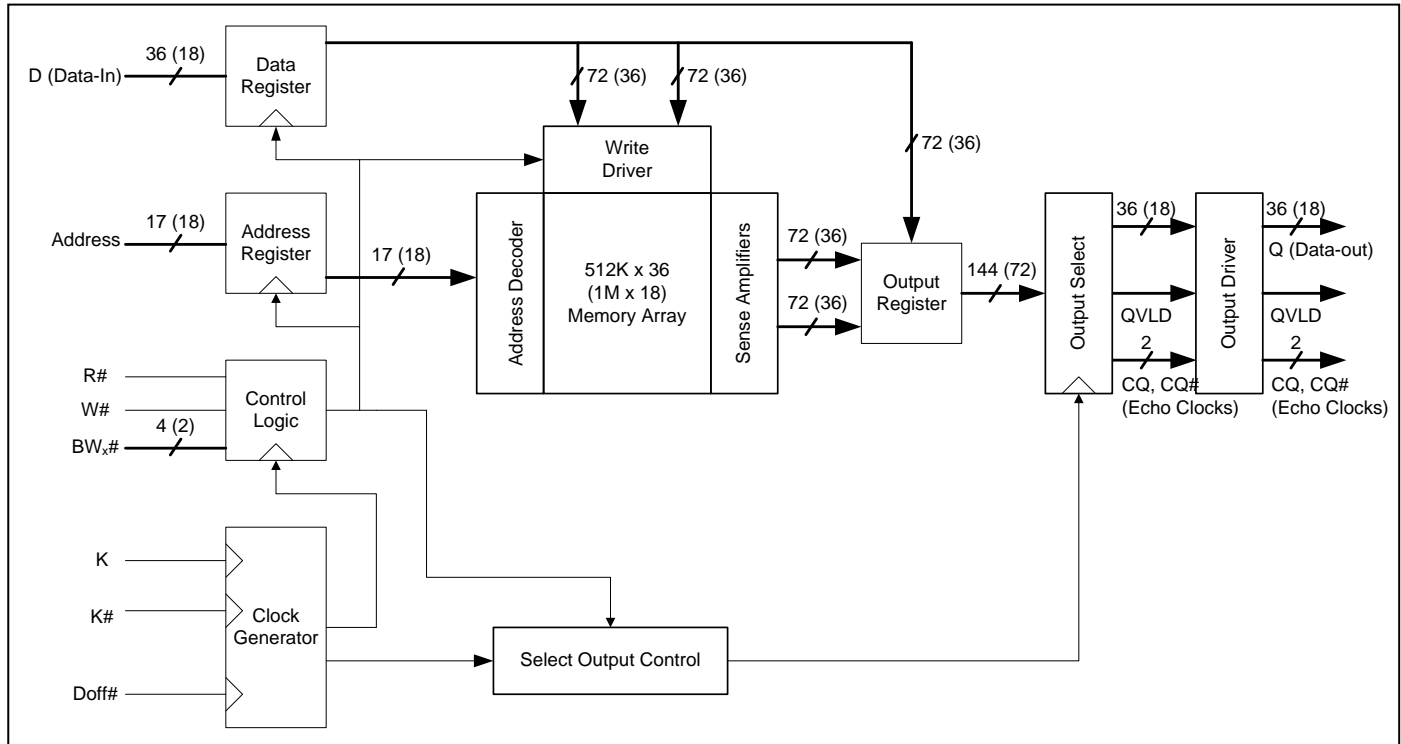 36 (18)
D (Data-In)
Data
Register
72 (36)
72 (36)
72 (36)
Write
Driver
17 (18)
Address
Address
Register
17 (18)
Address Decoder
512K x 36
(1M x 18)
Memory Array
Sense Amplifiers
72 (36)
72 (36)
Output
Register
144 (72)
Output Select
36 (18)
QVLD
2
CQ, CQ#
(Echo Clocks)
Output Driver
36 (18)
Q (Data-out)
QVLD
2
CQ, CQ#
(Echo Clocks)
R#
W#
4 (2)
BWx#
Control
Logic
K
K#
Doff#
Clock
Generator
Select Output Control